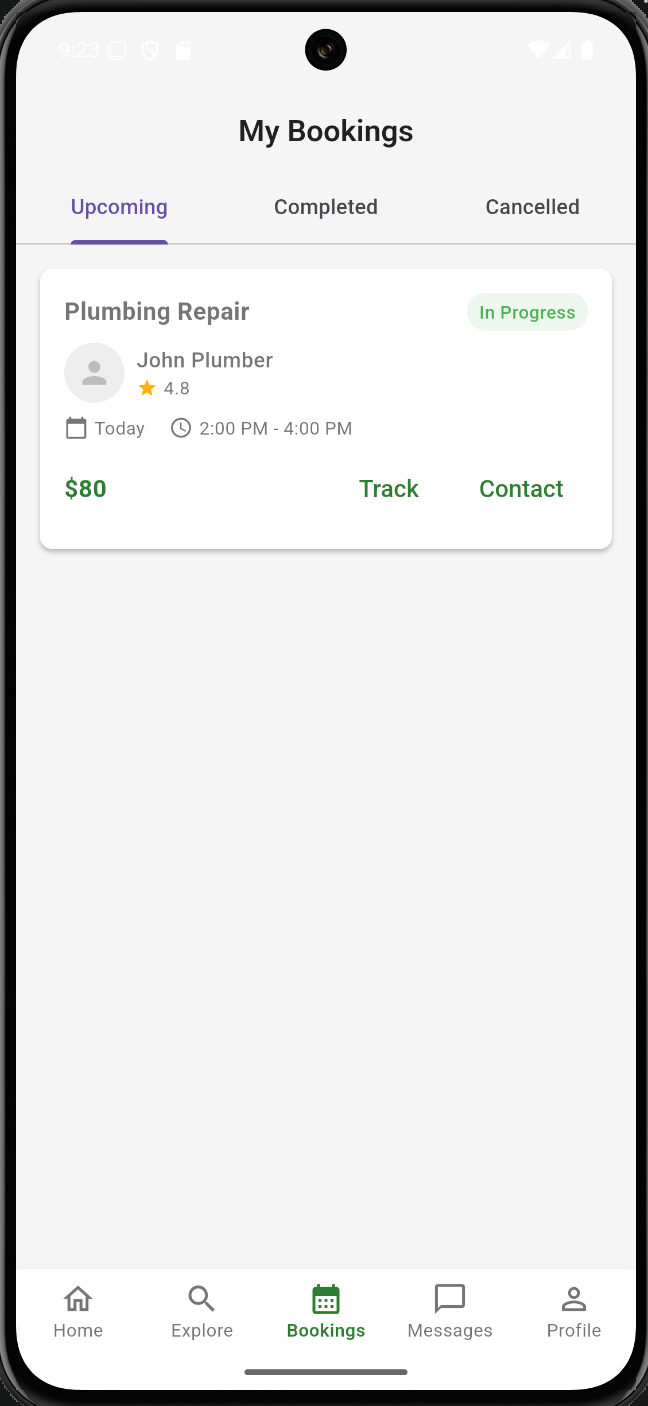 9:23
My Bookings
Upcoming Completed Cancelled
Plumbing Repair In Progress
John Plumber
4.8
Today 2:00 PM - 4:00 PM
$80 Track Contact
Home Explore Bookings Messages Profile